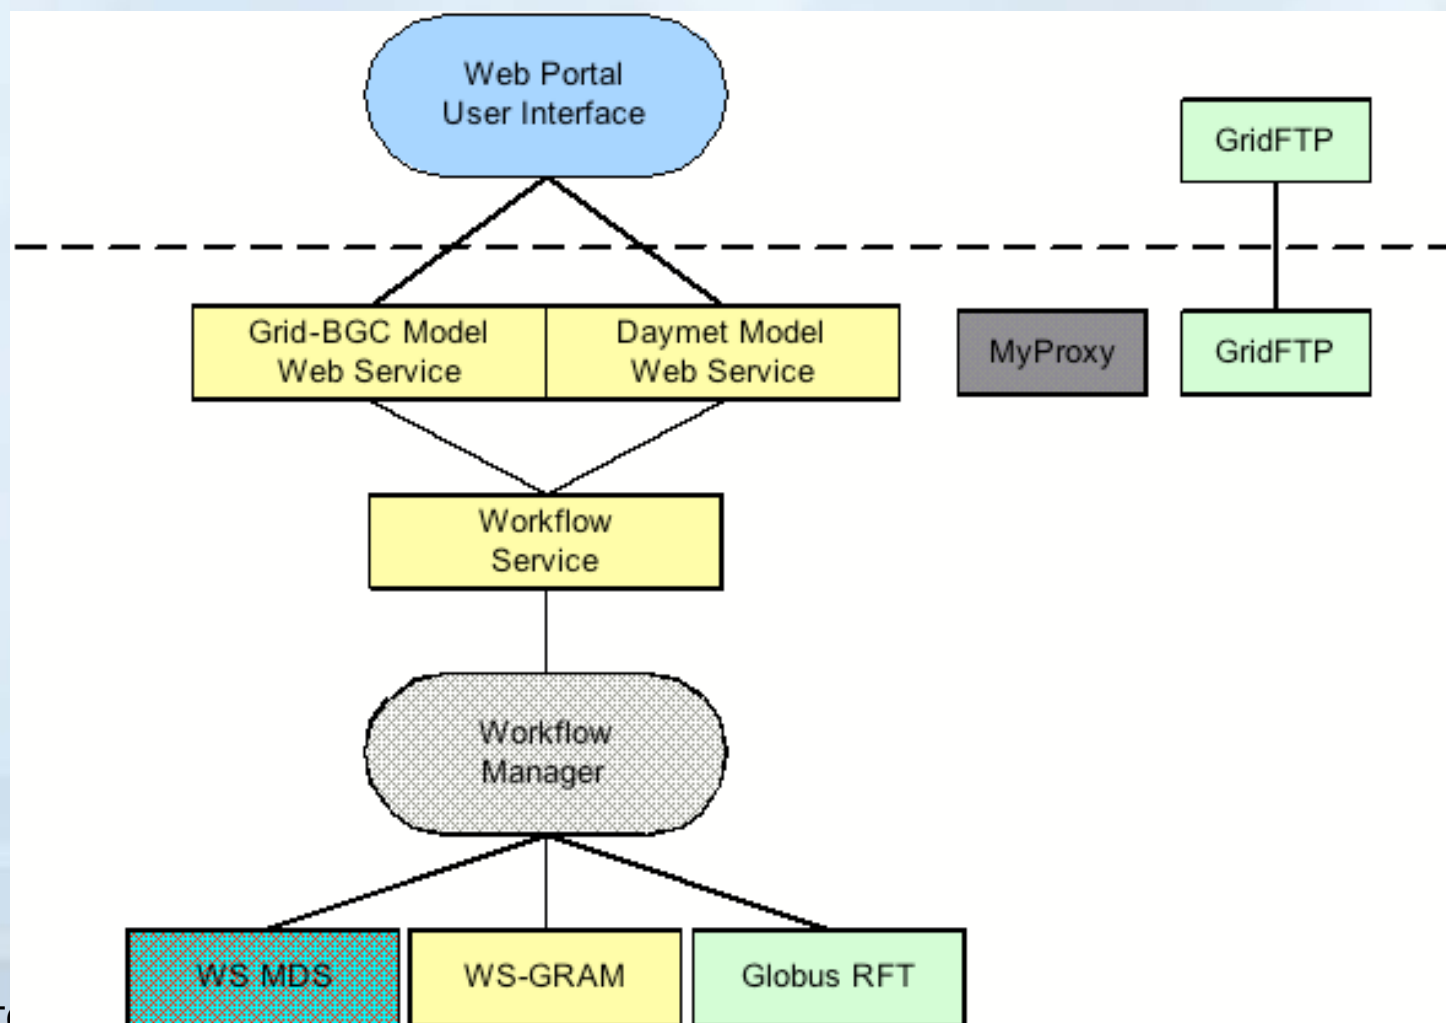 Web Portal
User Interface
GridFTP
Grid-BGC Model
Web Service
Daymet Model
Web Service
MyProxy
GridFTP
Workflow
Service
Workflow
Manager
WS MDS
WS-GRAM
Globus RFT